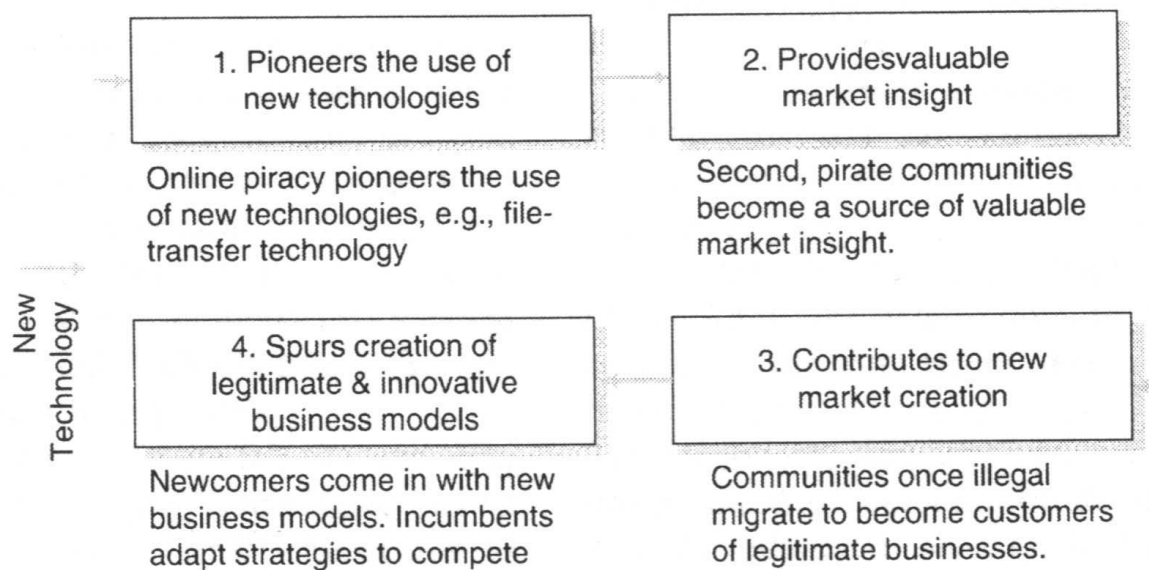 1. Pioneers the use of
new technologies
Online piracy pioneers the use
of new technologies, e.g., file-
transfer technology
2. Providesvaluable
market insight
Second, pirate communities
become a source of valuable
market insight.
3. Contributes to new
market creation
Communities once illegal
migrate to become customers
of legitimate businesses.
4. Spurs creation of
legitimate & innovative
business models
Newcomers come in with new
business models. Incumbents
adapt strategies to compete
New
Technology